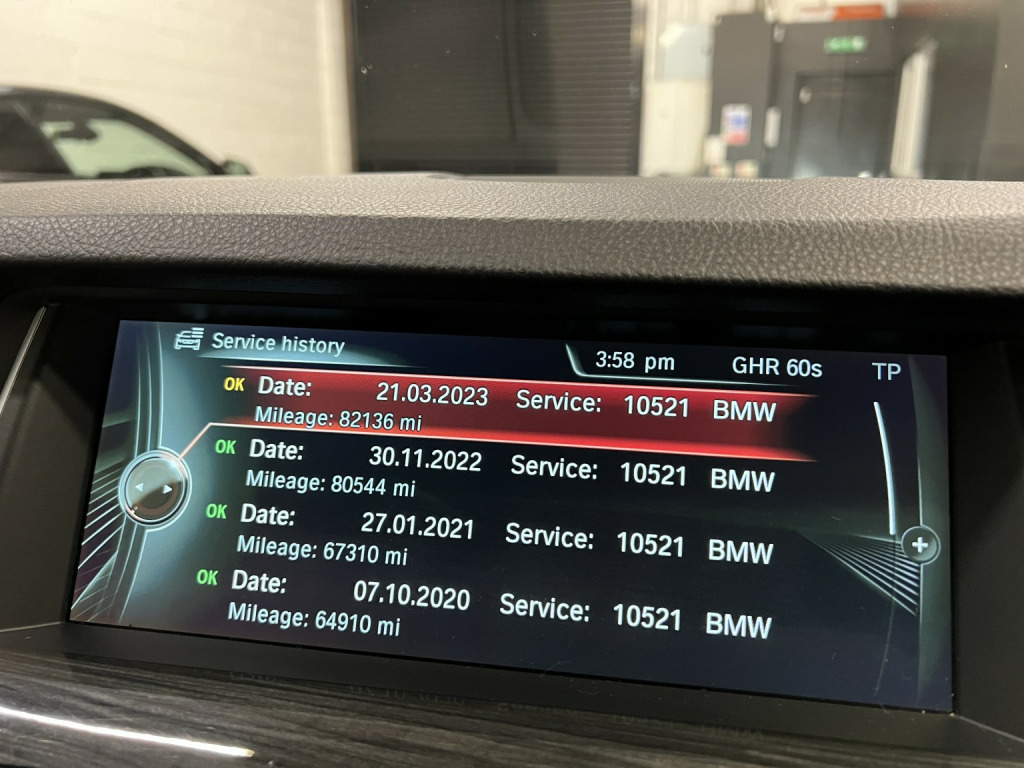 Service history
3:58 pm GHR 60s TP
OK Date: 21.03.2023 Service: 10521 BMW
Mileage: 82136 mi
OK Date: 30.11.2022 Service: 10521 BMW
Mileage: 80544 mi
OK Date: 27.01.2021 Service: 10521 BMW
Mileage: 67310 mi
OK Date: 07.10.2020 Service: 10521 BMW
Mileage: 64910 mi